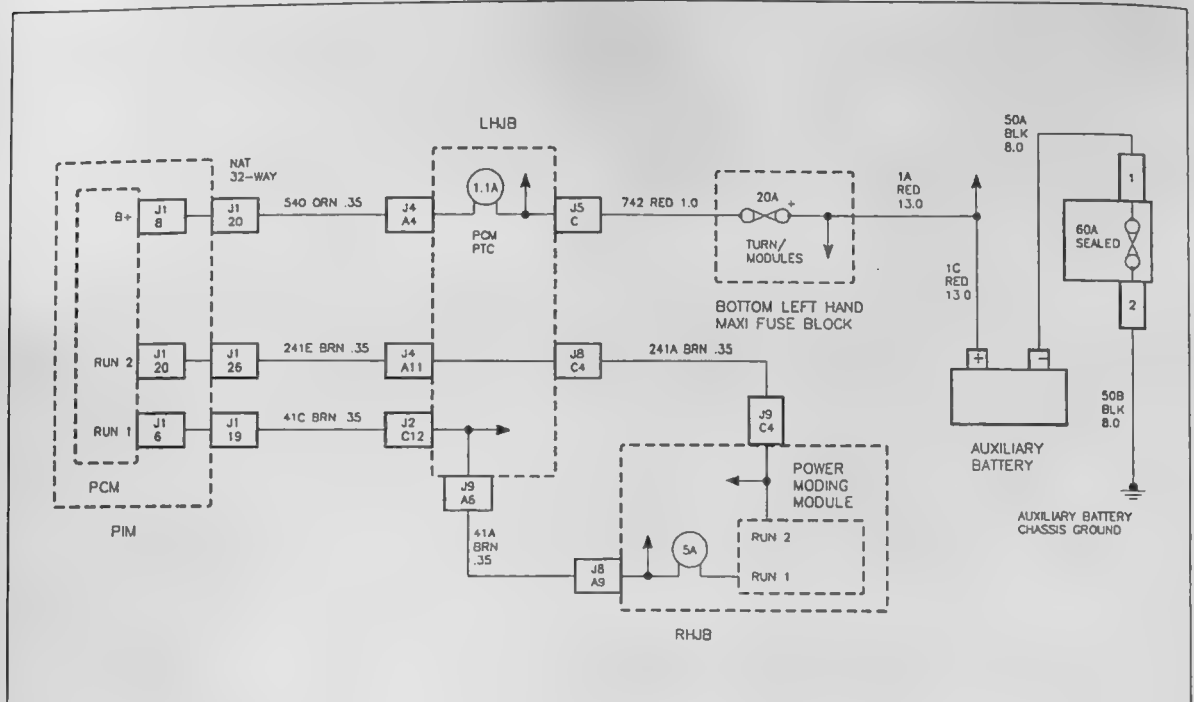 LHJB
NAT
32-WAY
B+
J1
8
J1
20
540 ORN .35
J4
A4
1.1A
PCM
PTC
J5
C
742 RED 1.0
20A
+
TURN/
MODULES
BOTTOM LEFT HAND
MAXI FUSE BLOCK
1A
RED
13.0
1C
RED
13.0
50A
BLK
8.0
1
60A
SEALED
2
50B
BLK
8.0
+
−
AUXILIARY
BATTERY
AUXILIARY BATTERY
CHASSIS GROUND
RUN 2
J1
20
J1
26
241E BRN .35
J4
A11
J8
C4
241A BRN .35
J9
C4
RUN 1
J1
6
J1
19
41C BRN .35
J2
C12
J9
A6
41A
BRN
.35
J8
A9
5A
POWER
MODING
MODULE
RUN 2
RUN 1
RHJB
PCM
PIM